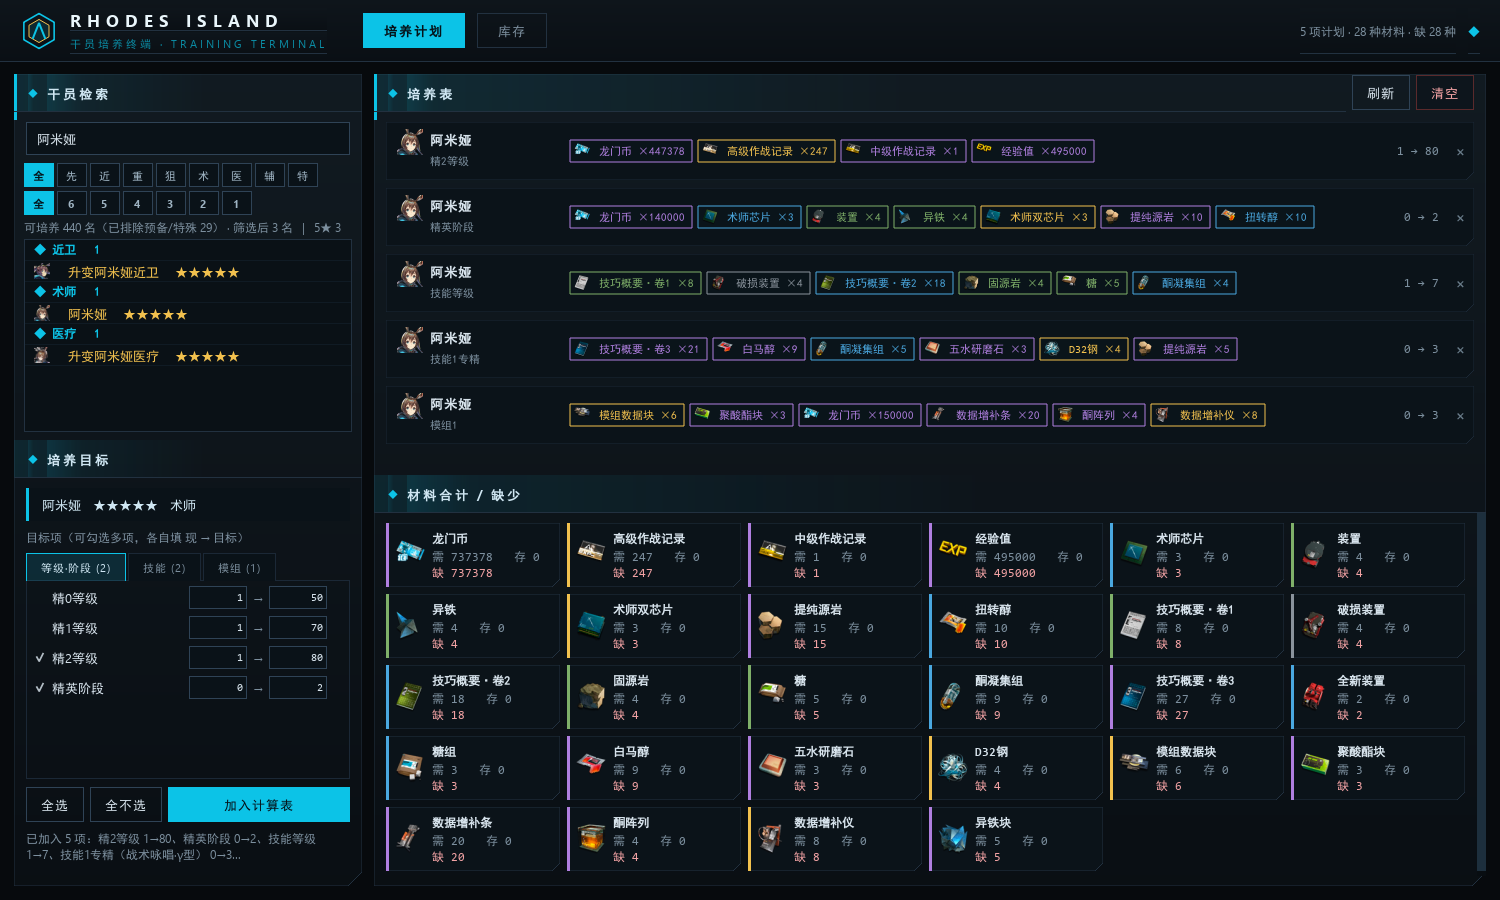 RHODES ISLAND
干员培养终端 · TRAINING TERMINAL
培养计划
库存
5 项计划 · 28 种材料 · 缺 28 种
干员检索
阿米娅
全 先 近 重 狙 术 医 辅 特
全 6 5 4 3 2 1
可培养 440 名（已排除预备/特殊 29） · 筛选后 3 名 | 5★ 3
近卫 1
升变阿米娅近卫 ★★★★★
术师 1
阿米娅 ★★★★★
医疗 1
升变阿米娅医疗 ★★★★★
培养目标
阿米娅 ★★★★★ 术师
目标项（可勾选多项，各自填 现 → 目标）
等级·阶段 (2) 技能 (2) 模组 (1)
精0等级 1 → 50
精1等级 1 → 70
✓ 精2等级 1 → 80
✓ 精英阶段 0 → 2
全选 全不选 加入计算表
已加入 5 项：精2等级 1→80、精英阶段 0→2、技能等级
1→7、技能1专精（战术咏唱·γ型） 0→3...
培养表
刷新 清空
阿米娅
精2等级
龙门币 ×447378 高级作战记录 ×247 中级作战记录 ×1 经验值 ×495000
1 → 80 ×
阿米娅
精英阶段
龙门币 ×140000 术师芯片 ×3 装置 ×4 异铁 ×4 术师双芯片 ×3 提纯源岩 ×10 扭转醇 ×10
0 → 2 ×
阿米娅
技能等级
技巧概要·卷1 ×8 破损装置 ×4 技巧概要·卷2 ×18 固源岩 ×4 糖 ×5 酮凝集组 ×4
1 → 7 ×
阿米娅
技能1专精
技巧概要·卷3 ×21 白马醇 ×9 酮凝集组 ×5 五水研磨石 ×3 D32钢 ×4 提纯源岩 ×5
0 → 3 ×
阿米娅
模组1
模组数据块 ×6 聚酸酯块 ×3 龙门币 ×150000 数据增补条 ×20 酮阵列 ×4 数据增补仪 ×8
0 → 3 ×
材料合计 / 缺少
龙门币
需 737378 存 0
缺 737378
高级作战记录
需 247 存 0
缺 247
中级作战记录
需 1 存 0
缺 1
EXP
经验值
需 495000 存 0
缺 495000
术师芯片
需 3 存 0
缺 3
装置
需 4 存 0
缺 4
异铁
需 4 存 0
缺 4
术师双芯片
需 3 存 0
缺 3
提纯源岩
需 15 存 0
缺 15
扭转醇
需 10 存 0
缺 10
技巧概要·卷1
需 8 存 0
缺 8
破损装置
需 4 存 0
缺 4
技巧概要·卷2
需 18 存 0
缺 18
固源岩
需 4 存 0
缺 4
糖
需 5 存 0
缺 5
酮凝集组
需 9 存 0
缺 9
技巧概要·卷3
需 27 存 0
缺 27
全新装置
需 2 存 0
缺 2
糖组
需 3 存 0
缺 3
白马醇
需 9 存 0
缺 9
五水研磨石
需 3 存 0
缺 3
D32钢
需 4 存 0
缺 4
模组数据块
需 6 存 0
缺 6
聚酸酯块
需 3 存 0
缺 3
数据增补条
需 20 存 0
缺 20
酮阵列
需 4 存 0
缺 4
数据增补仪
需 8 存 0
缺 8
异铁块
需 5 存 0
缺 5